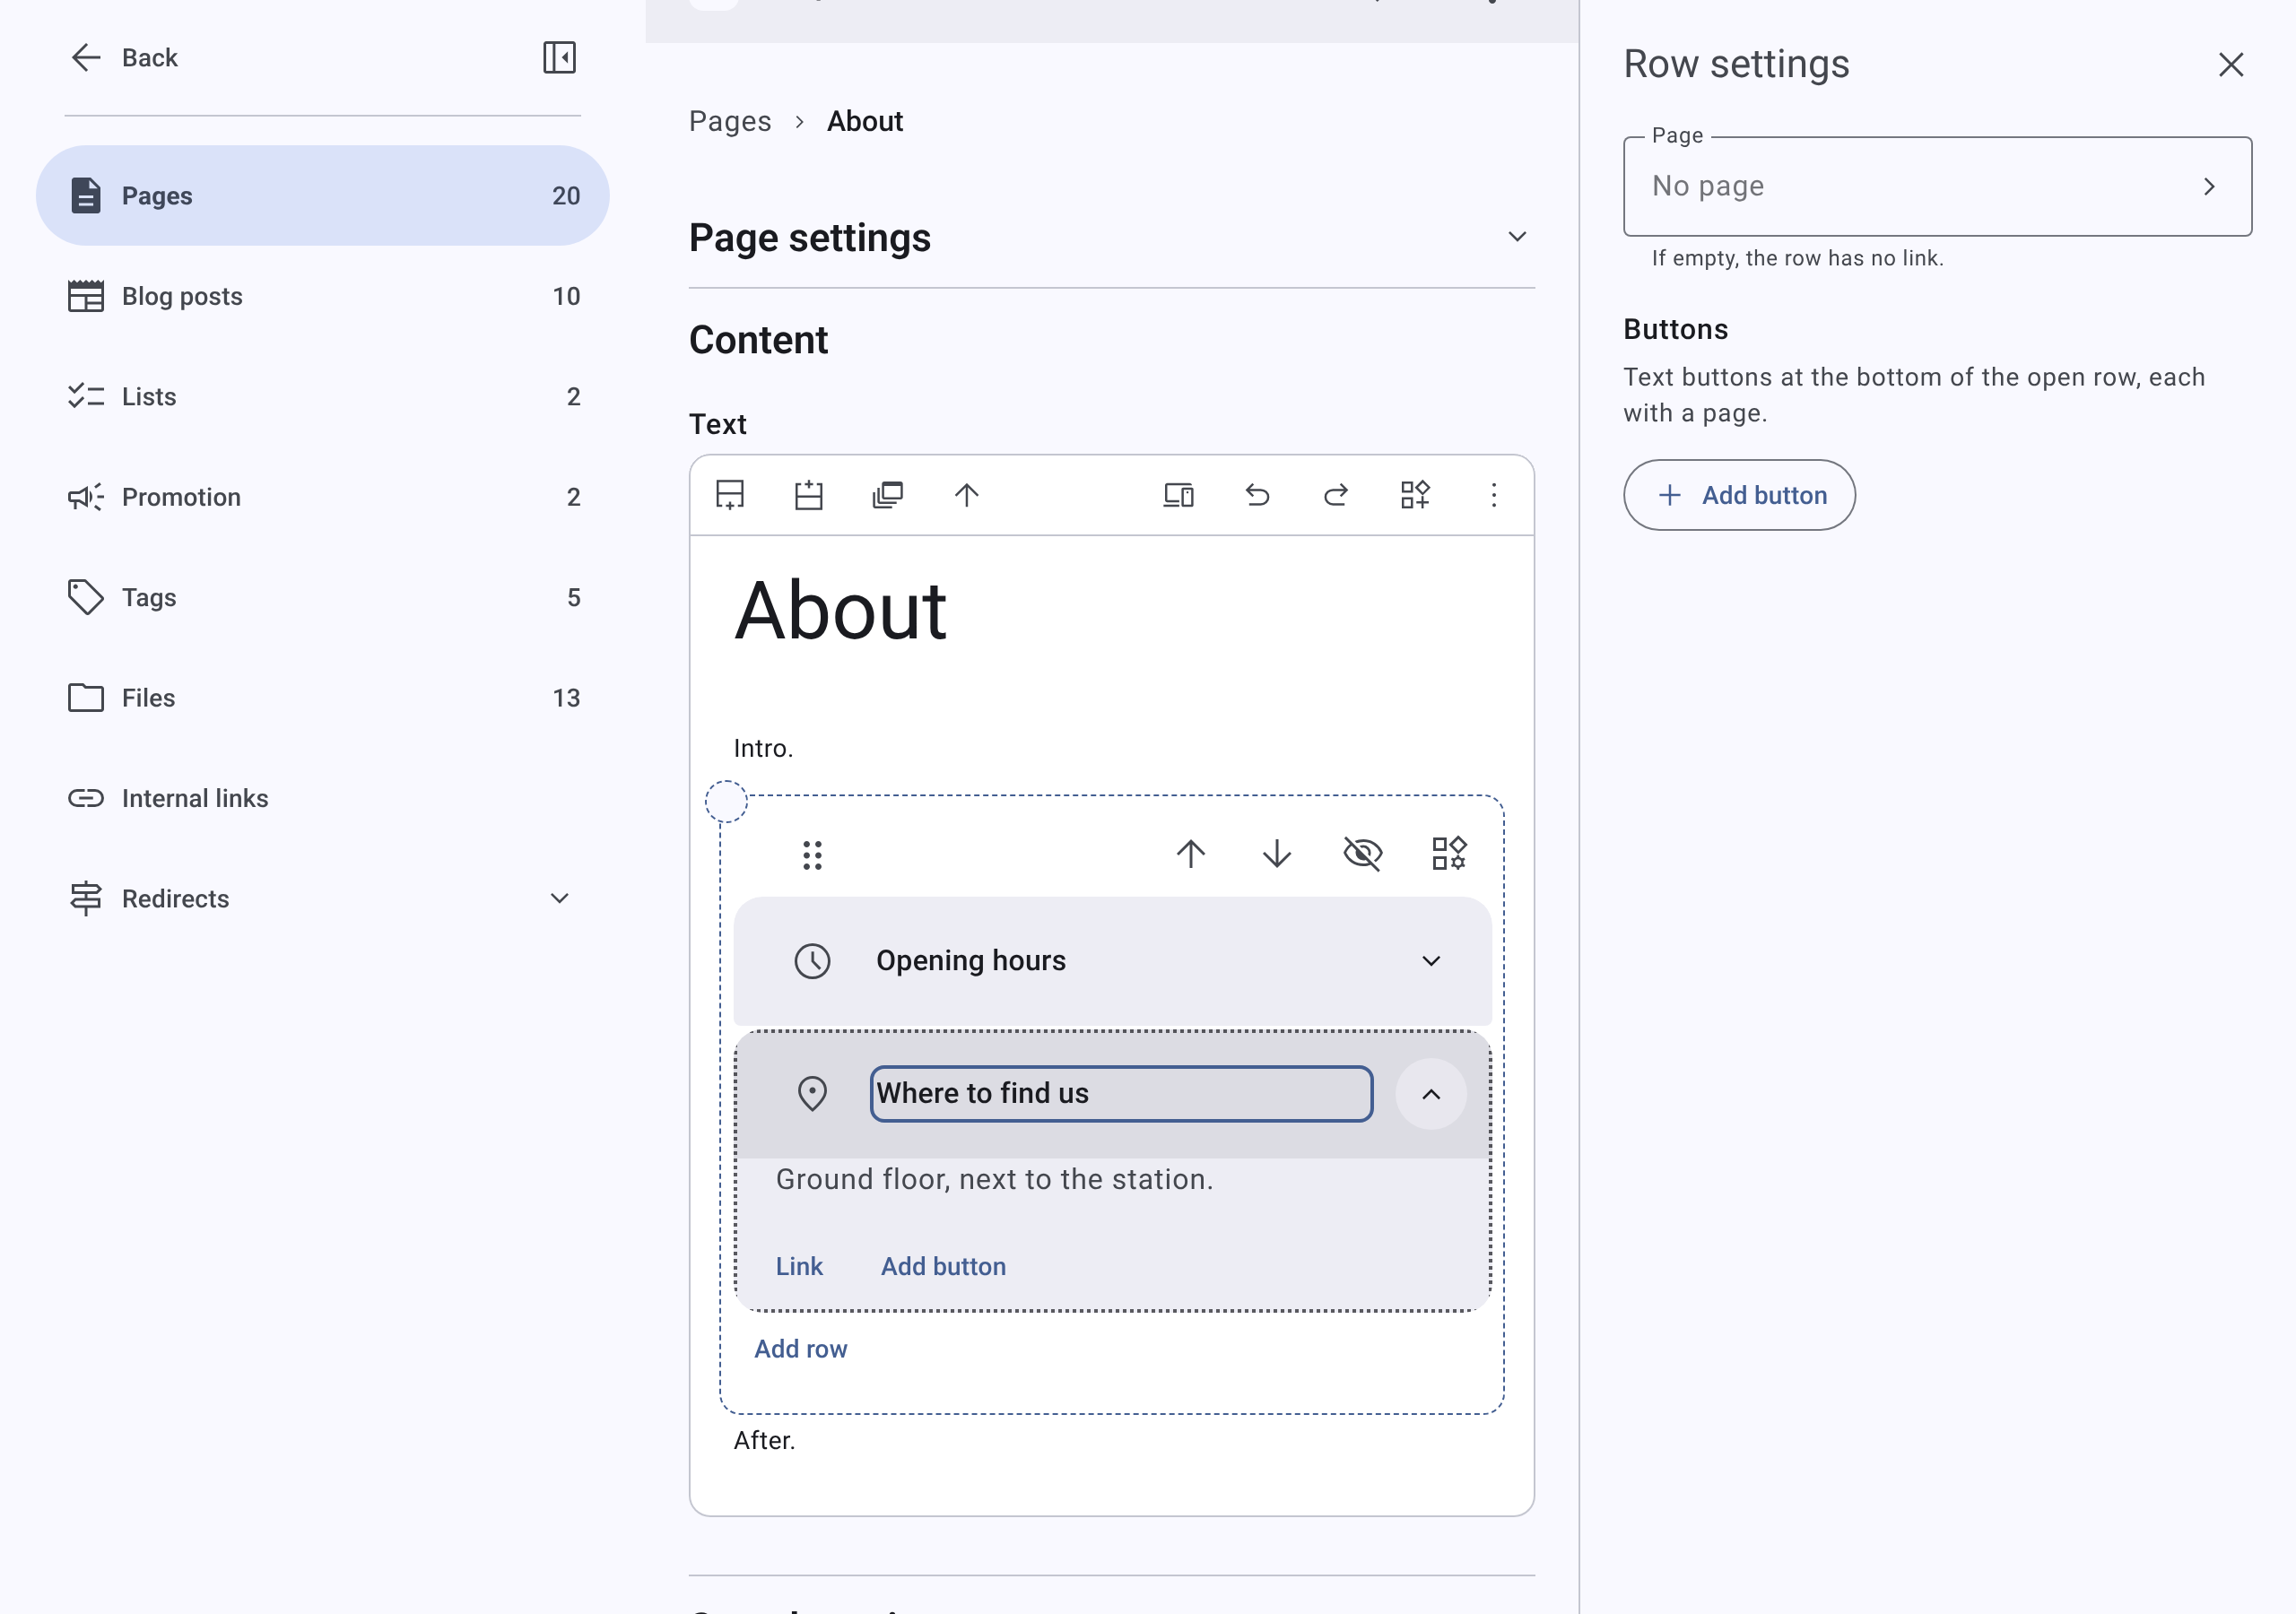 Back
Pages 20
Blog posts 10
Lists 2
Promotion 2
Tags 5
Files 13
Internal links
Redirects
Pages > About
Page settings
Content
Text
About
Intro.
Opening hours
Where to find us
Ground floor, next to the station.
Link Add button
Add row
After.
Row settings
Page
No page
If empty, the row has no link.
Buttons
Text buttons at the bottom of the open row, each
with a page.
Add button